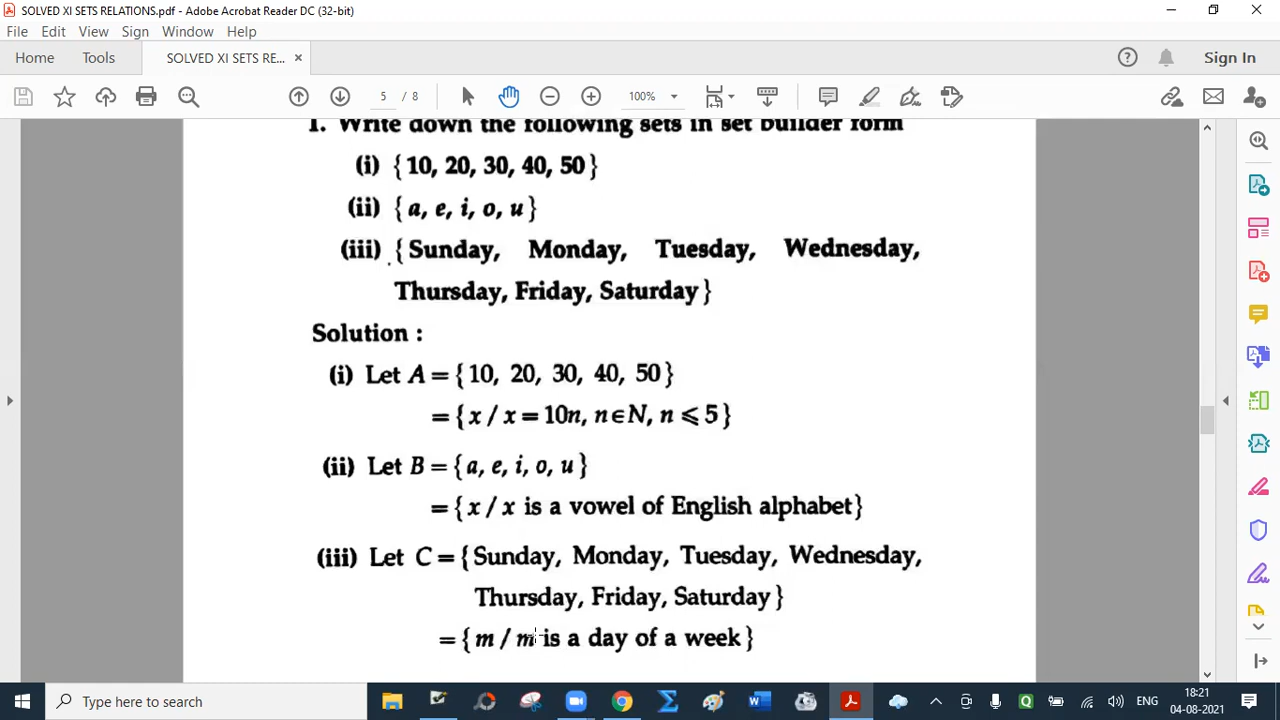 SOLVED XI SETS RELATIONS.pdf - Adobe Acrobat Reader DC (32-bit)
File Edit View Sign Window Help
Home Tools SOLVED XI SETS RE... × Sign In
5 / 8 100%
1. Write down the following sets in set builder form
(i) {10, 20, 30, 40, 50}
(ii) {a, e, i, o, u}
(iii) {Sunday, Monday, Tuesday, Wednesday,
Thursday, Friday, Saturday}
Solution :
(i) Let A = {10, 20, 30, 40, 50}
= {x / x = 10n, n∈N, n ⩽ 5}
(ii) Let B = {a, e, i, o, u}
= {x / x is a vowel of English alphabet}
(iii) Let C = {Sunday, Monday, Tuesday, Wednesday,
Thursday, Friday, Saturday}
= {m / m is a day of a week}
Type here to search
ENG
18:21
04-08-2021